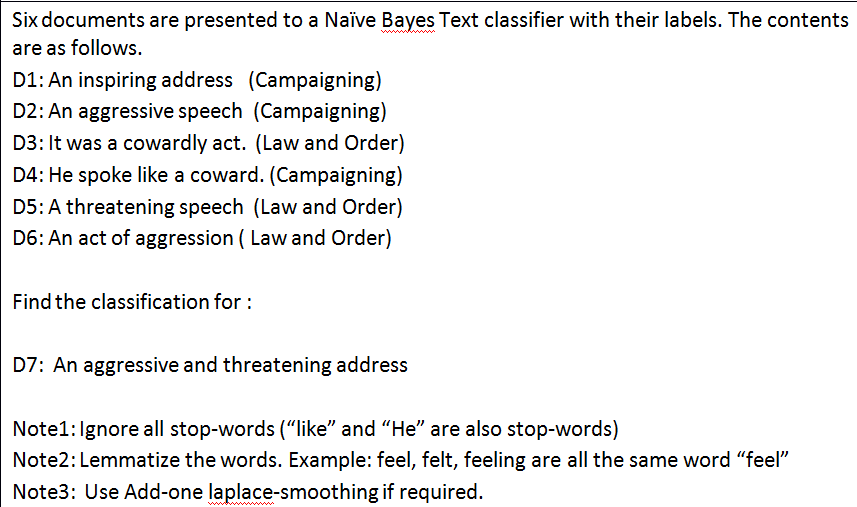 Six documents are presented to a Naïve Bayes Text classifier with their labels. The contents
are as follows.
D1: An inspiring address (Campaigning)
D2: An aggressive speech (Campaigning)
D3: It was a cowardly act. (Law and Order)
D4: He spoke like a coward. (Campaigning)
D5: A threatening speech (Law and Order)
D6: An act of aggression ( Law and Order)
Find the classification for :
D7: An aggressive and threatening address
Note1: Ignore all stop-words (“like” and “He” are also stop-words)
Note2: Lemmatize the words. Example: feel, felt, feeling are all the same word “feel”
Note3: Use Add-one laplace-smoothing if required.